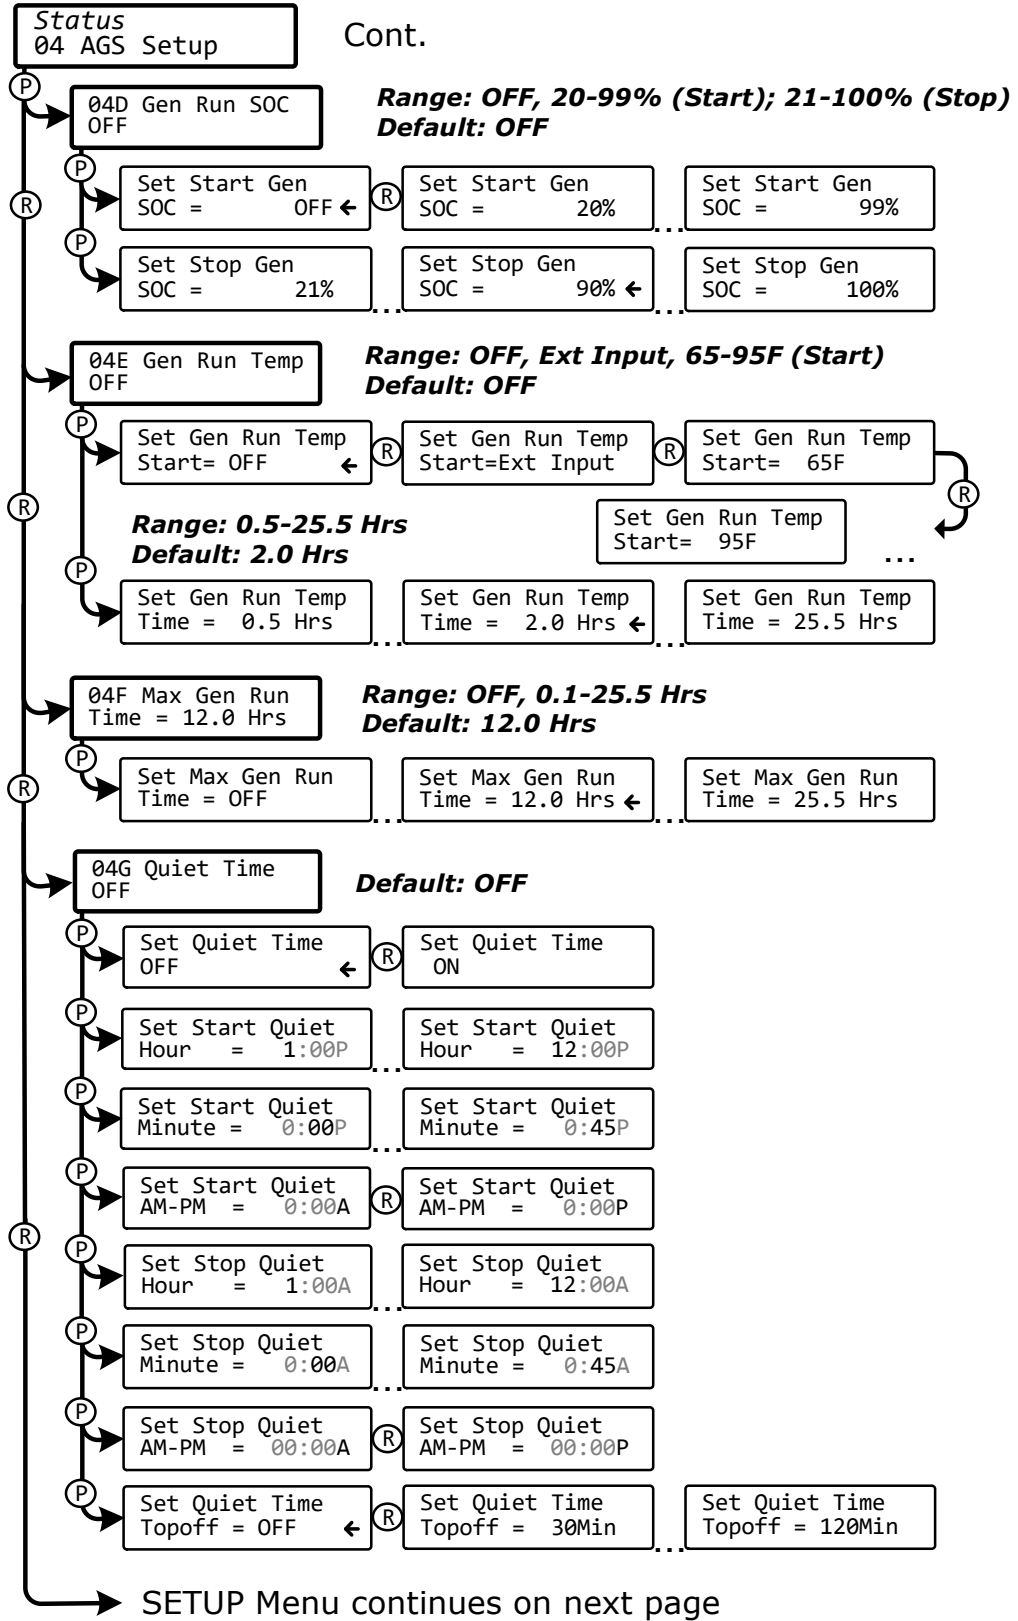 Status
04 AGS Setup
Cont.
P
04D Gen Run SOC
OFF
Range: OFF, 20-99% (Start); 21-100% (Stop)
Default: OFF
P
R
Set Start Gen
SOC = OFF ←
R
Set Start Gen
SOC = 20%
...
Set Start Gen
SOC = 99%
P
Set Stop Gen
SOC = 21%
...
Set Stop Gen
SOC = 90% ←
...
Set Stop Gen
SOC = 100%
04E Gen Run Temp
OFF
Range: OFF, Ext Input, 65-95F (Start)
Default: OFF
P
Set Gen Run Temp
Start= OFF ←
R
Set Gen Run Temp
Start=Ext Input
R
Set Gen Run Temp
Start= 65F
R
R
Set Gen Run Temp
Start= 95F
...
Range: 0.5-25.5 Hrs
Default: 2.0 Hrs
P
Set Gen Run Temp
Time = 0.5 Hrs
...
Set Gen Run Temp
Time = 2.0 Hrs ←
...
Set Gen Run Temp
Time = 25.5 Hrs
04F Max Gen Run
Time = 12.0 Hrs
Range: OFF, 0.1-25.5 Hrs
Default: 12.0 Hrs
P
R
Set Max Gen Run
Time = OFF
...
Set Max Gen Run
Time = 12.0 Hrs ←
...
Set Max Gen Run
Time = 25.5 Hrs
04G Quiet Time
OFF
Default: OFF
P
Set Quiet Time
OFF ←
R
Set Quiet Time
ON
P
Set Start Quiet
Hour = 1:00P
...
Set Start Quiet
Hour = 12:00P
P
Set Start Quiet
Minute = 0:00P
...
Set Start Quiet
Minute = 0:45P
P
Set Start Quiet
AM-PM = 0:00A
R
Set Start Quiet
AM-PM = 0:00P
R
P
Set Stop Quiet
Hour = 1:00A
...
Set Stop Quiet
Hour = 12:00A
P
Set Stop Quiet
Minute = 0:00A
...
Set Stop Quiet
Minute = 0:45A
P
Set Stop Quiet
AM-PM = 00:00A
R
Set Stop Quiet
AM-PM = 00:00P
P
Set Quiet Time
Topoff = OFF ←
R
Set Quiet Time
Topoff = 30Min
...
Set Quiet Time
Topoff = 120Min
SETUP Menu continues on next page